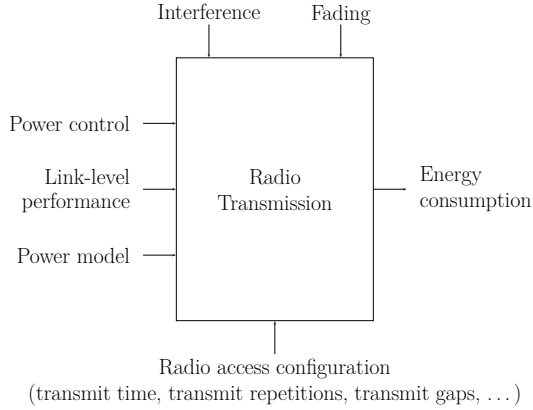 Interference
Fading
Power control
Link-level
performance
Power model
Radio
Transmission
Energy
consumption
Radio access configuration
(transmit time, transmit repetitions, transmit gaps, ...)